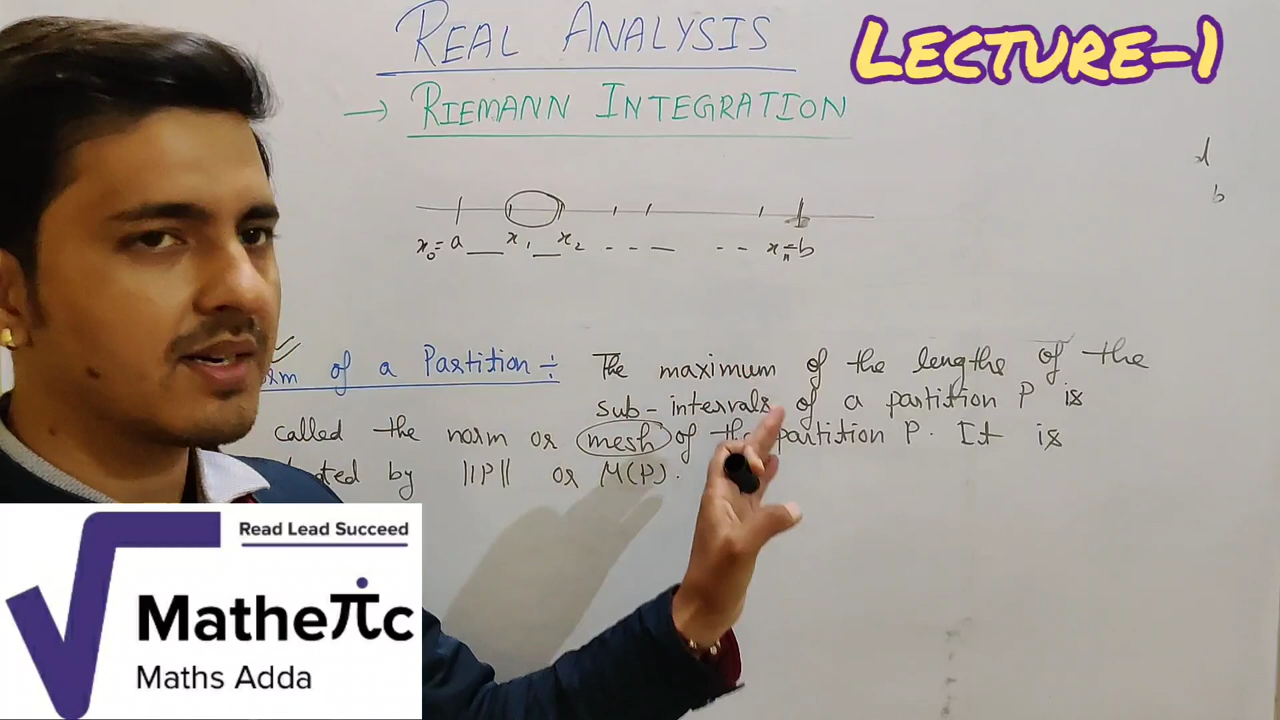 REAL ANALYSIS
LECTURE-1
→ RIEMANN INTEGRATION
d
b
x₀=a x₁ x₂ - - - - - xₙ=b
rm of a Partition :- The maximum of the lengths of the
sub-intervals of a partition P is
called the norm or mesh of the partition P. It is
ted by ||P|| or M(P).
Read Lead Succeed
Matheπc
Maths Adda